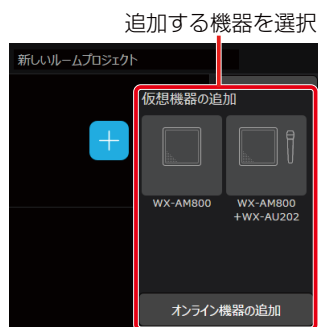 追加する機器を選択
新しいルームプロジェクト
仮想機器の追加
WX-AM800
WX-AM800
+WX-AU202
オンライン機器の追加